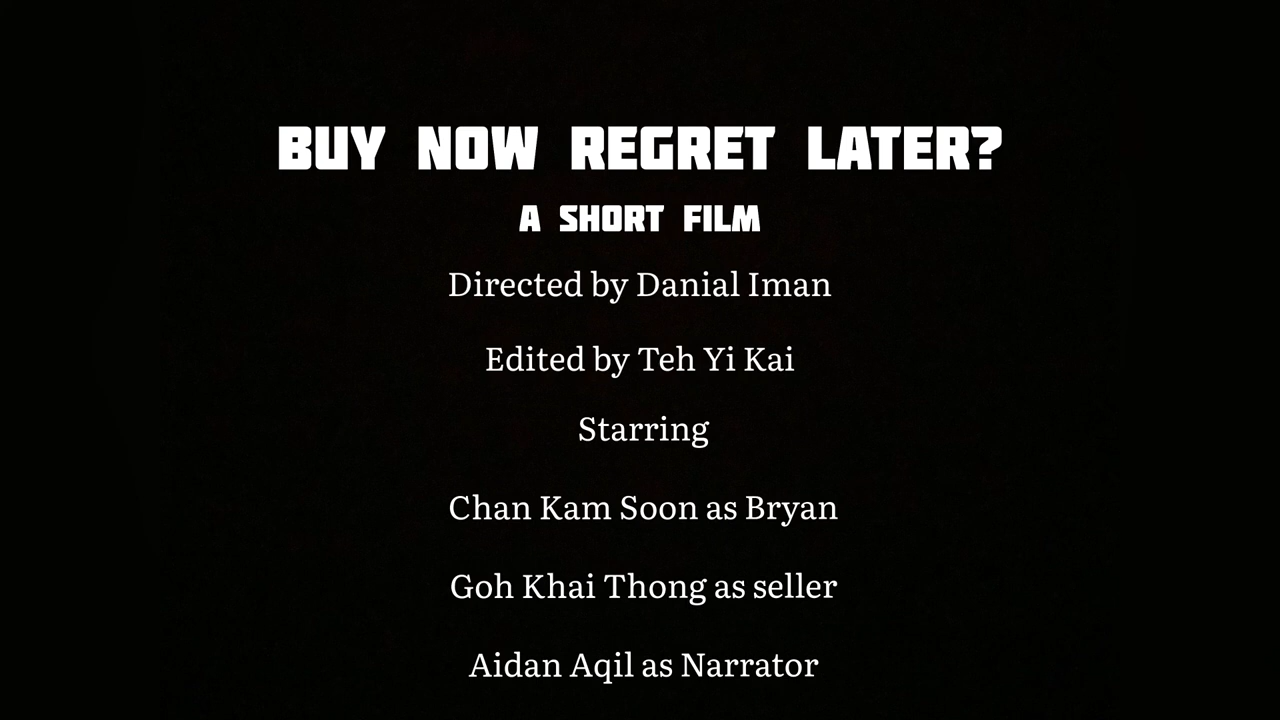 BUY NOW REGRET LATER?
A SHORT FILM
Directed by Danial Iman
Edited by Teh Yi Kai
Starring
Chan Kam Soon as Bryan
Goh Khai Thong as seller
Aidan Aqil as Narrator